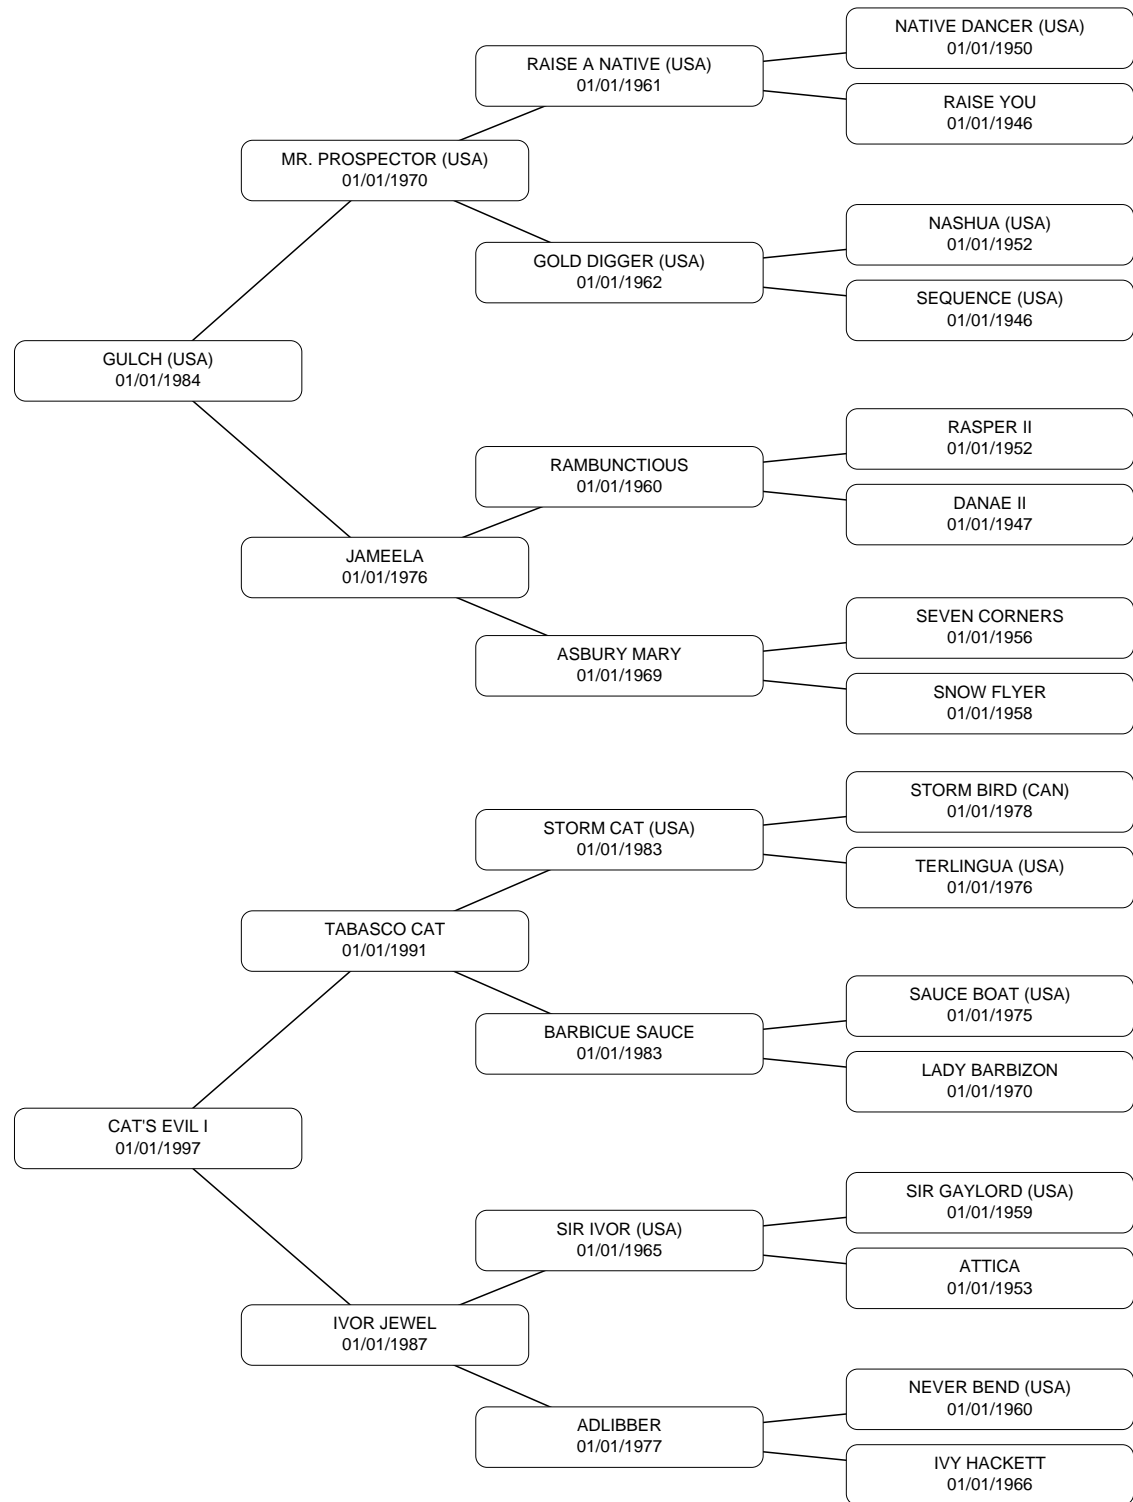 NATIVE DANCER (USA)
01/01/1950
RAISE A NATIVE (USA)
01/01/1961
RAISE YOU
01/01/1946
MR. PROSPECTOR (USA)
01/01/1970
NASHUA (USA)
01/01/1952
GOLD DIGGER (USA)
01/01/1962
SEQUENCE (USA)
01/01/1946
GULCH (USA)
01/01/1984
RASPER II
01/01/1952
RAMBUNCTIOUS
01/01/1960
DANAE II
01/01/1947
JAMEELA
01/01/1976
SEVEN CORNERS
01/01/1956
ASBURY MARY
01/01/1969
SNOW FLYER
01/01/1958
STORM BIRD (CAN)
01/01/1978
STORM CAT (USA)
01/01/1983
TERLINGUA (USA)
01/01/1976
TABASCO CAT
01/01/1991
SAUCE BOAT (USA)
01/01/1975
BARBICUE SAUCE
01/01/1983
LADY BARBIZON
01/01/1970
CAT'S EVIL I
01/01/1997
SIR GAYLORD (USA)
01/01/1959
SIR IVOR (USA)
01/01/1965
ATTICA
01/01/1953
IVOR JEWEL
01/01/1987
NEVER BEND (USA)
01/01/1960
ADLIBBER
01/01/1977
IVY HACKETT
01/01/1966